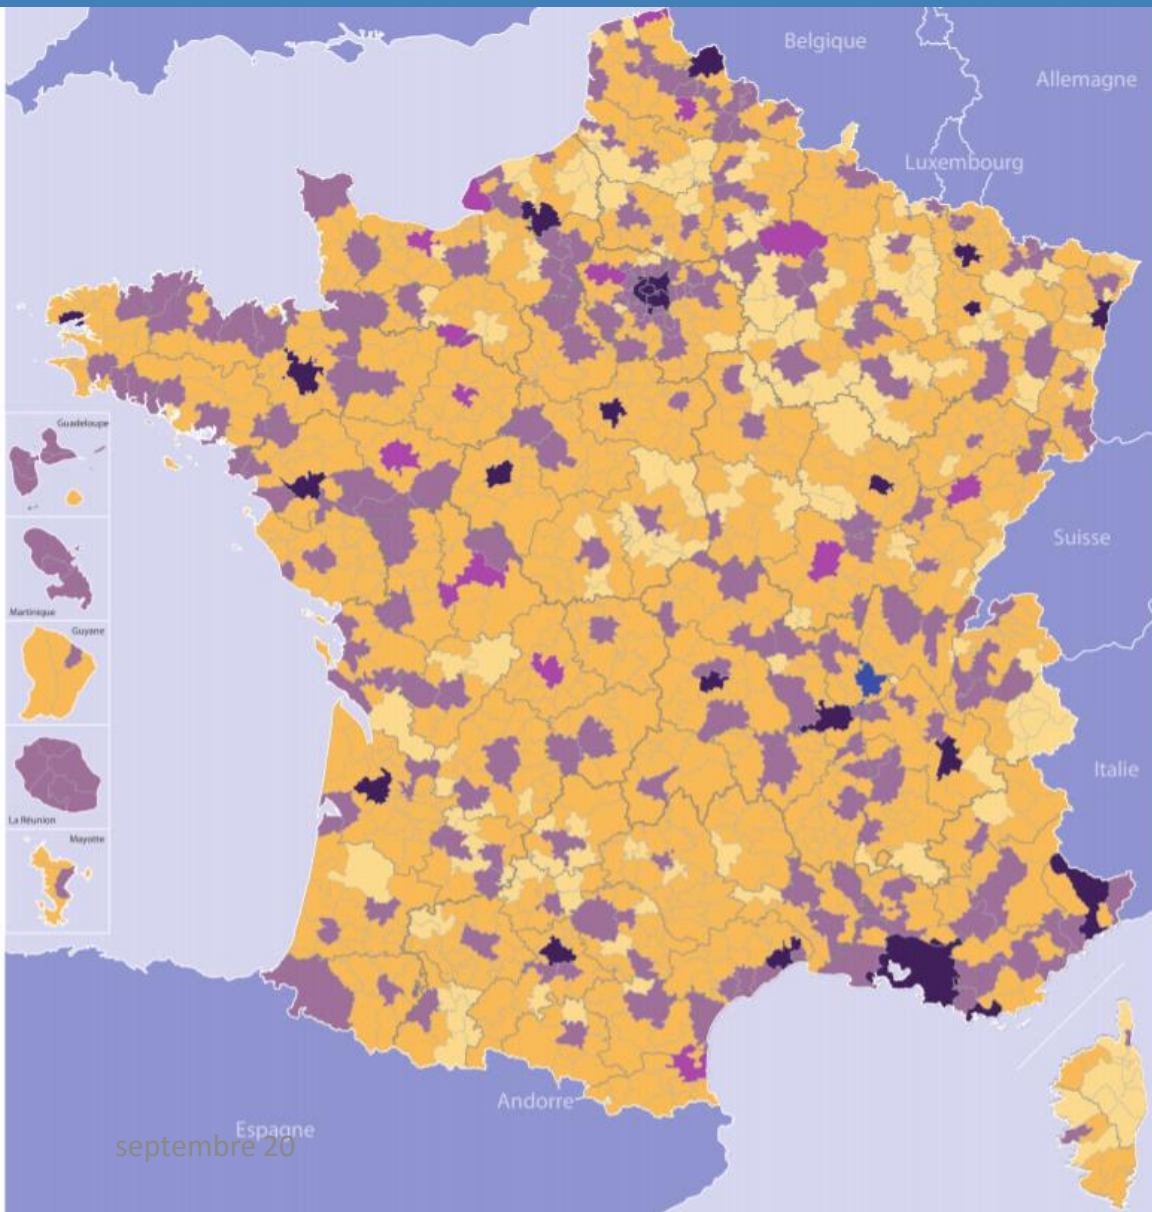 Belgique
Allemagne
Luxembourg
Guadeloupe
Suisse
Martinique
Guyane
Italie
La Réunion
Mayotte
Andorre
Espagne
septembre 20